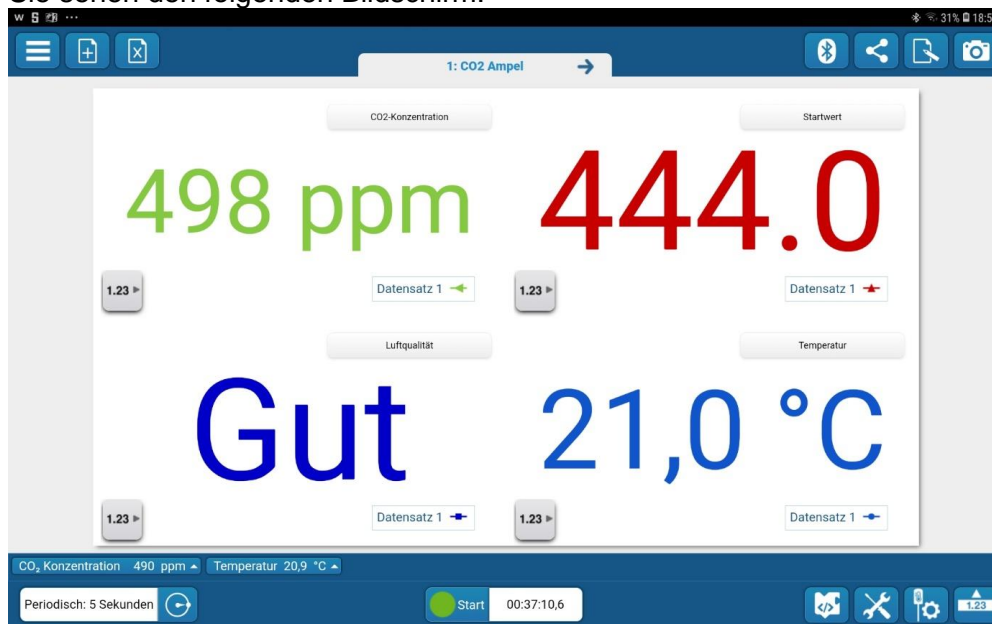 Sie sehen den folgenden Bildschirm:
31% 18:5
1: CO2 Ampel
CO2-Konzentration
Startwert
498 ppm
444.0
1.23
Datensatz 1
1.23
Datensatz 1
Luftqualität
Temperatur
Gut
21,0 °C
1.23
Datensatz 1
1.23
Datensatz 1
CO₂ Konzentration 490 ppm
Temperatur 20,9 °C
Periodisch: 5 Sekunden
Start 00:37:10,6
1.23